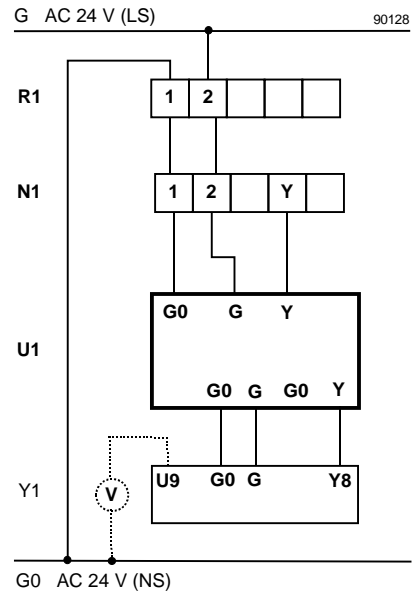 G AC 24 V (LS) 90128
R1 1 2
N1 1 2 Y
G0 G Y
U1
G0 G G0 Y
Y1 V U9 G0 G Y8
G0 AC 24 V (NS)